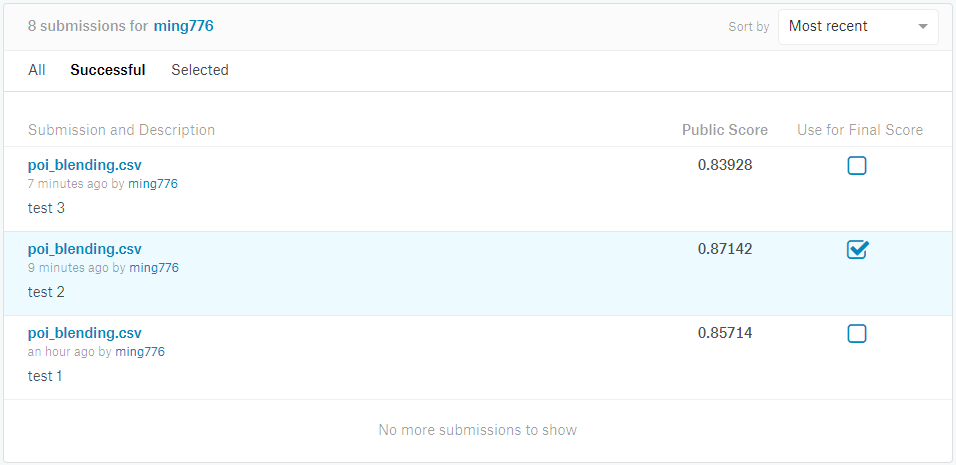 8 submissions for ming776
Sort by Most recent
All Successful Selected
Submission and Description Public Score Use for Final Score
poi_blending.csv 0.83928
7 minutes ago by ming776
test 3
poi_blending.csv 0.87142
9 minutes ago by ming776
test 2
poi_blending.csv 0.85714
an hour ago by ming776
test 1
No more submissions to show